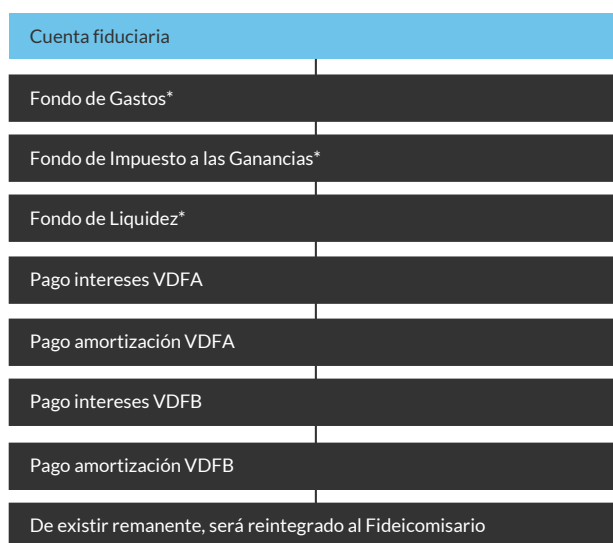 Cuenta fiduciaria
Fondo de Gastos*
Fondo de Impuesto a las Ganancias*
Fondo de Liquidez*
Pago intereses VDFA
Pago amortización VDFA
Pago intereses VDFB
Pago amortización VDFB
De existir remanente, será reintegrado al Fideicomisario